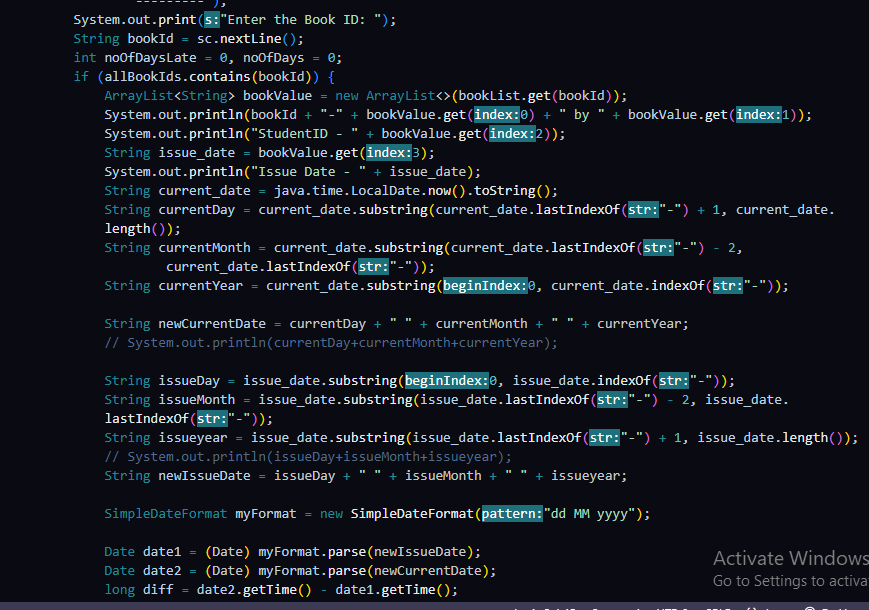 ---------");
System.out.print(s:"Enter the Book ID: ");
String bookId = sc.nextLine();
int noOfDaysLate = 0, noOfDays = 0;
if (allBookIds.contains(bookId)) {
ArrayList<String> bookValue = new ArrayList<>(bookList.get(bookId));
System.out.println(bookId + "-" + bookValue.get(index:0) + " by " + bookValue.get(index:1));
System.out.println("StudentID - " + bookValue.get(index:2));
String issue_date = bookValue.get(index:3);
System.out.println("Issue Date - " + issue_date);
String current_date = java.time.LocalDate.now().toString();
String currentDay = current_date.substring(current_date.lastIndexOf(str:"-") + 1, current_date.
length());
String currentMonth = current_date.substring(current_date.lastIndexOf(str:"-") - 2,
current_date.lastIndexOf(str:"-"));
String currentYear = current_date.substring(beginIndex:0, current_date.indexOf(str:"-"));
String newCurrentDate = currentDay + " " + currentMonth + " " + currentYear;
// System.out.println(currentDay+currentMonth+currentYear);
String issueDay = issue_date.substring(beginIndex:0, issue_date.indexOf(str:"-"));
String issueMonth = issue_date.substring(issue_date.lastIndexOf(str:"-") - 2, issue_date.
lastIndexOf(str:"-"));
String issueyear = issue_date.substring(issue_date.lastIndexOf(str:"-") + 1, issue_date.length());
// System.out.println(issueDay+issueMonth+issueyear);
String newIssueDate = issueDay + " " + issueMonth + " " + issueyear;
SimpleDateFormat myFormat = new SimpleDateFormat(pattern:"dd MM yyyy");
Date date1 = (Date) myFormat.parse(newIssueDate);
Date date2 = (Date) myFormat.parse(newCurrentDate);
long diff = date2.getTime() - date1.getTime();
Activate Windows
Go to Settings to activa